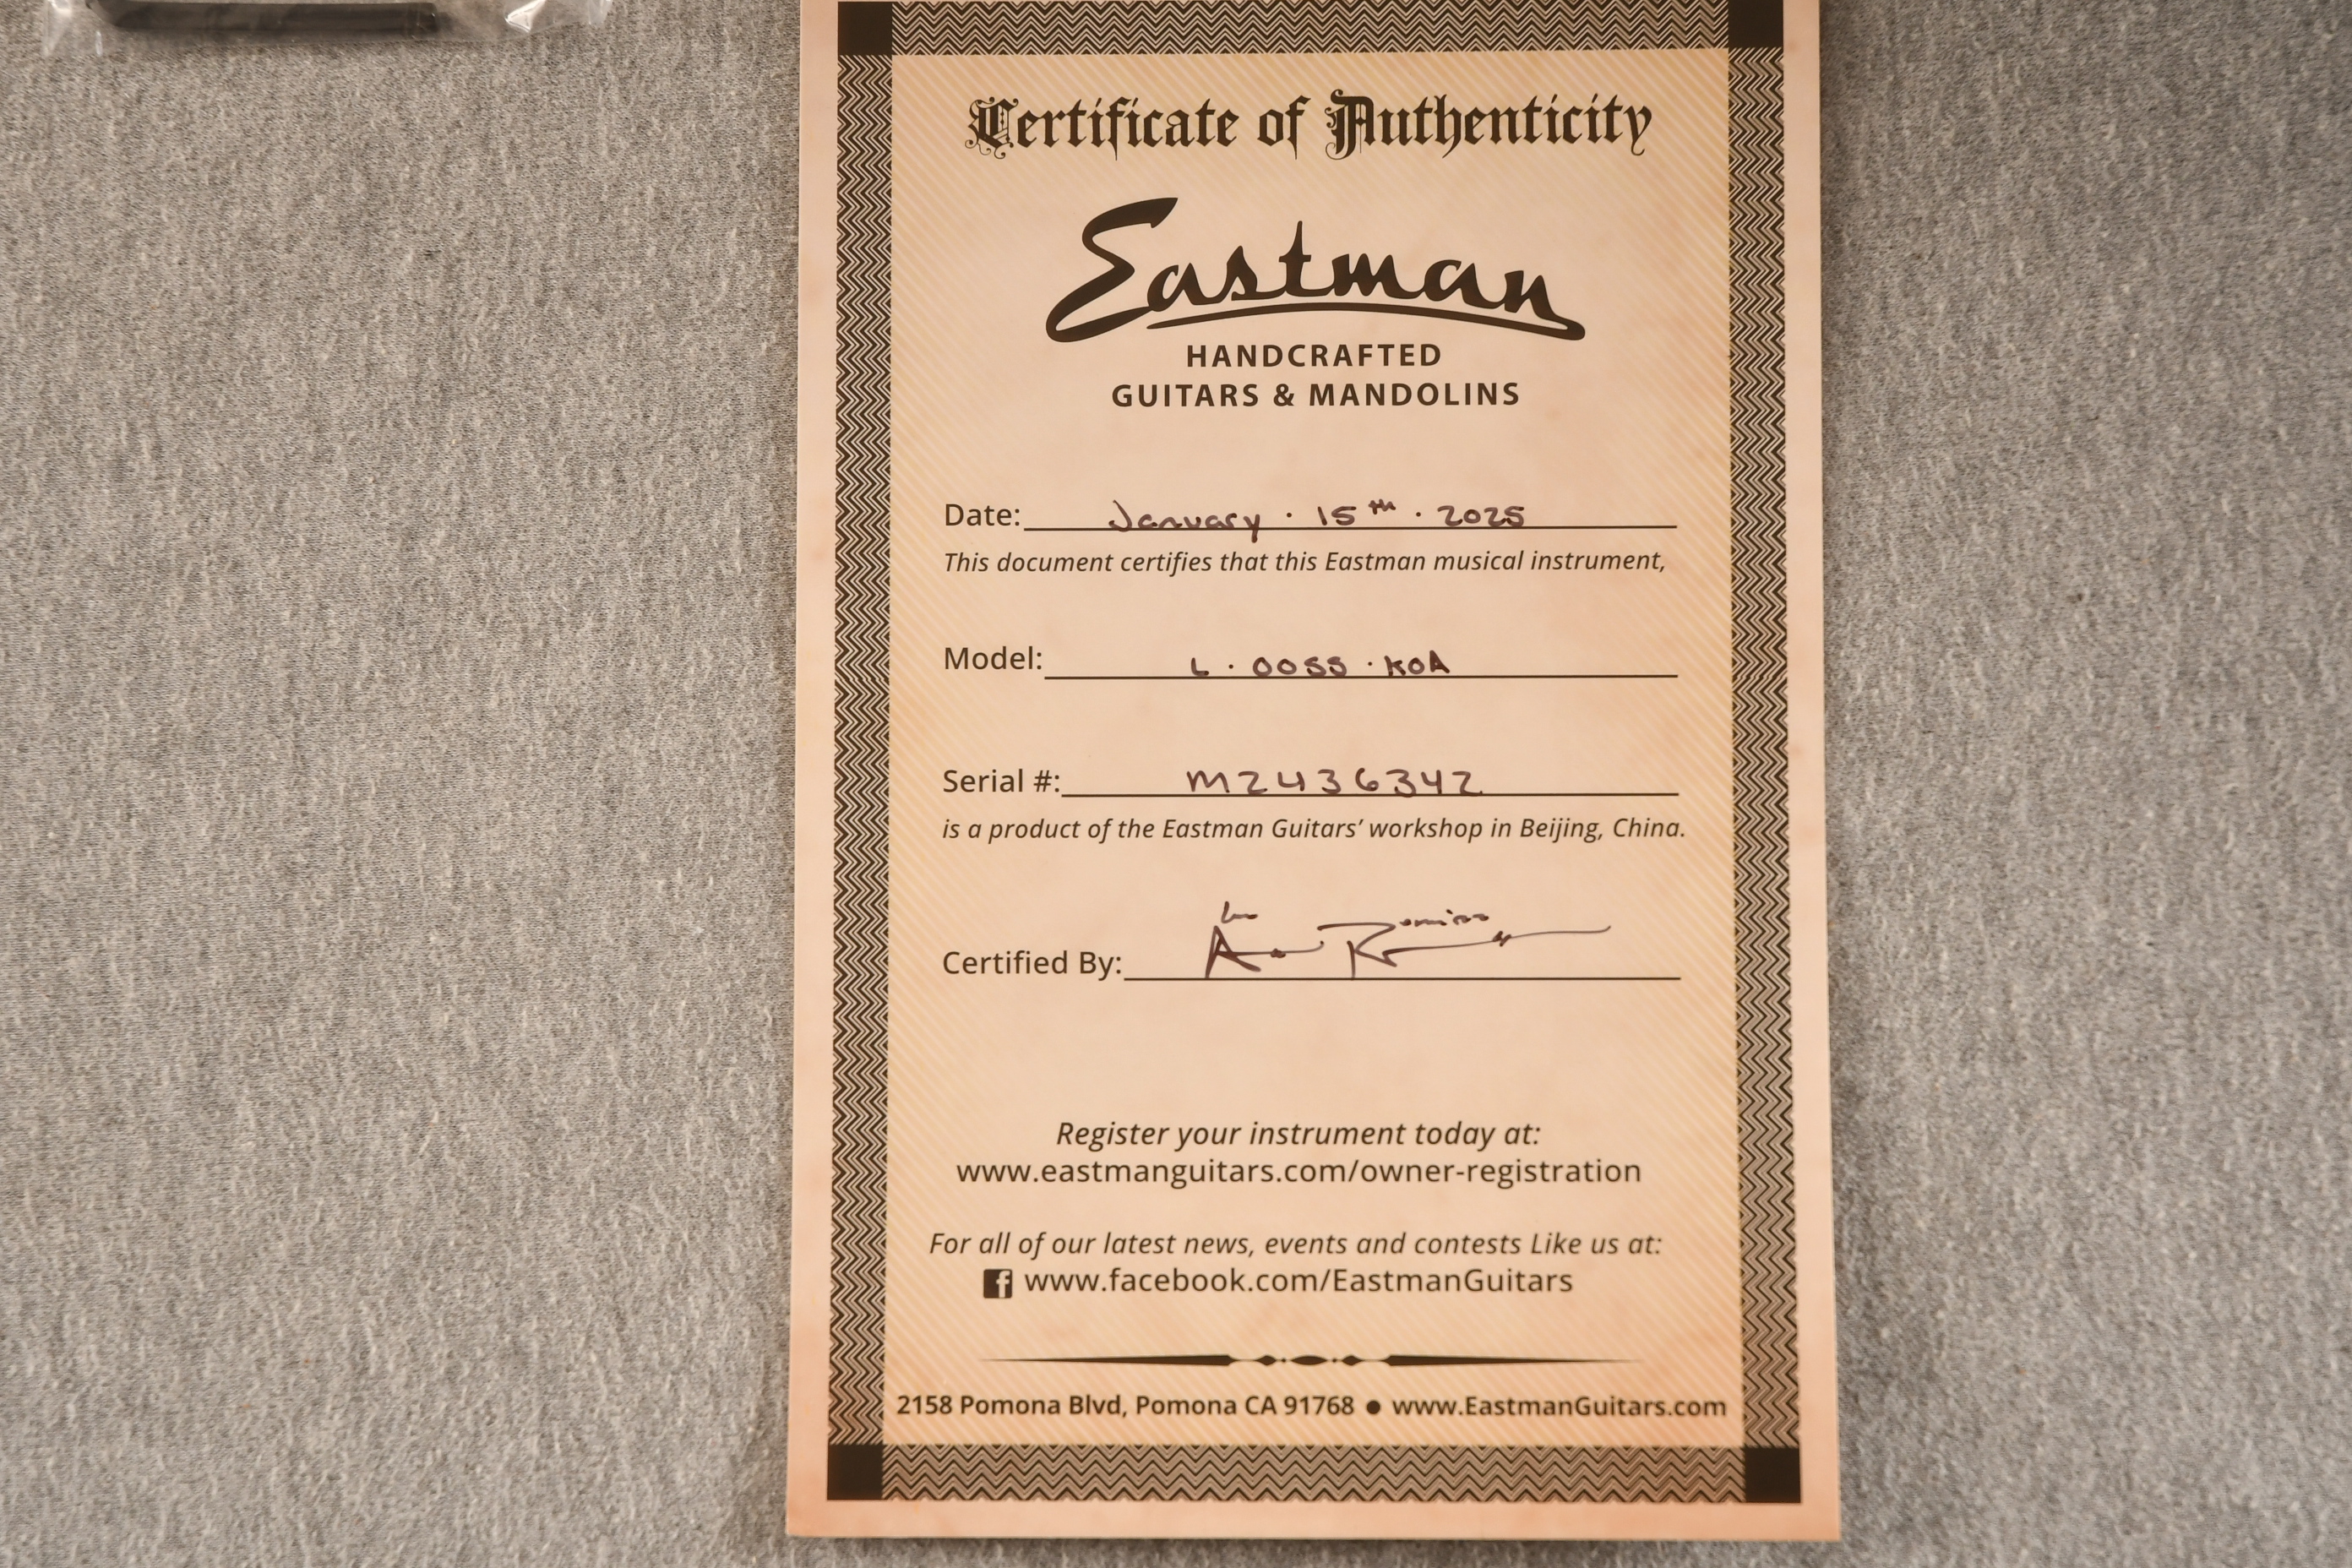 Certificate of Authenticity
Eastman
HANDCRAFTED
GUITARS & MANDOLINS
Date: January · 15th · 2025
This document certifies that this Eastman musical instrument,
Model: L · OOSS · KOA
Serial #: M2436342
is a product of the Eastman Guitars' workshop in Beijing, China.
Certified By:
Register your instrument today at:
www.eastmanguitars.com/owner-registration
For all of our latest news, events and contests Like us at:
f www.facebook.com/EastmanGuitars
2158 Pomona Blvd, Pomona CA 91768 ● www.EastmanGuitars.com